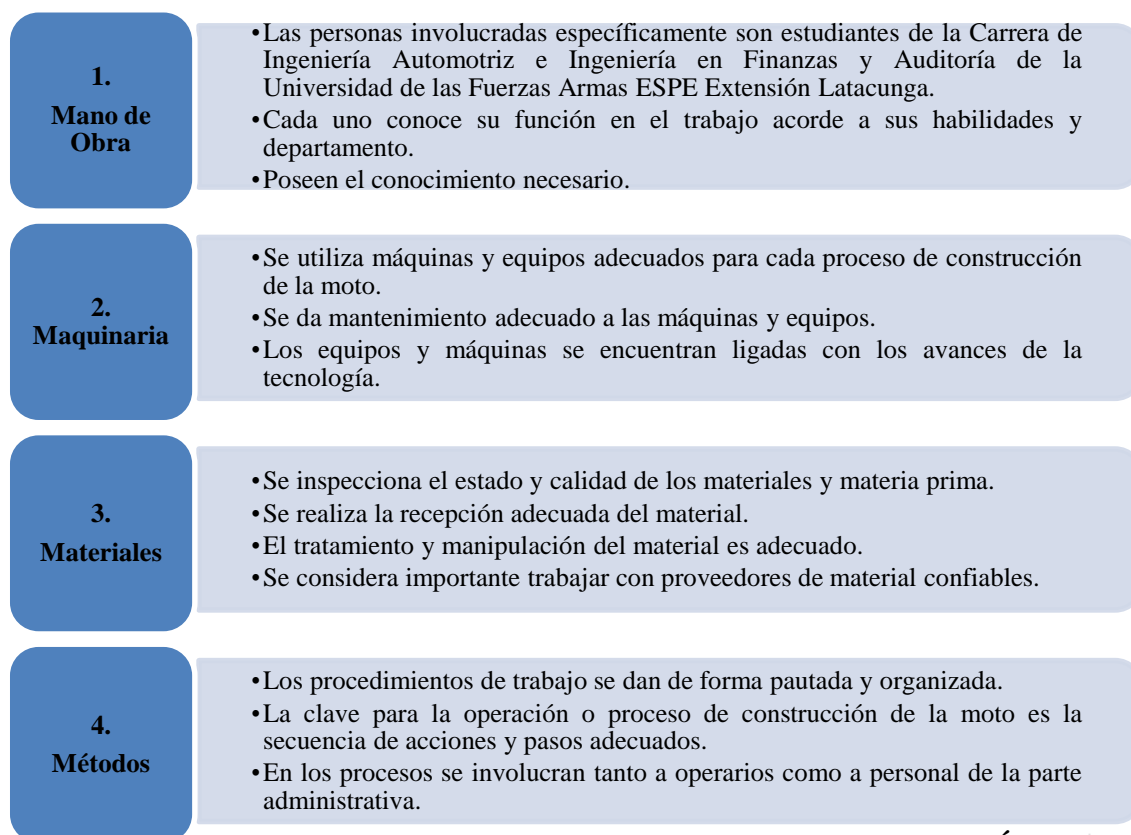 1.
Mano de
Obra
•Las personas involucradas específicamente son estudiantes de la Carrera de
Ingeniería Automotriz e Ingeniería en Finanzas y Auditoría de la
Universidad de las Fuerzas Armas ESPE Extensión Latacunga.
•Cada uno conoce su función en el trabajo acorde a sus habilidades y
departamento.
•Poseen el conocimiento necesario.
2.
Maquinaria
•Se utiliza máquinas y equipos adecuados para cada proceso de construcción
de la moto.
•Se da mantenimiento adecuado a las máquinas y equipos.
•Los equipos y máquinas se encuentran ligadas con los avances de la
tecnología.
3.
Materiales
•Se inspecciona el estado y calidad de los materiales y materia prima.
•Se realiza la recepción adecuada del material.
•El tratamiento y manipulación del material es adecuado.
•Se considera importante trabajar con proveedores de material confiables.
4.
Métodos
•Los procedimientos de trabajo se dan de forma pautada y organizada.
•La clave para la operación o proceso de construcción de la moto es la
secuencia de acciones y pasos adecuados.
•En los procesos se involucran tanto a operarios como a personal de la parte
administrativa.